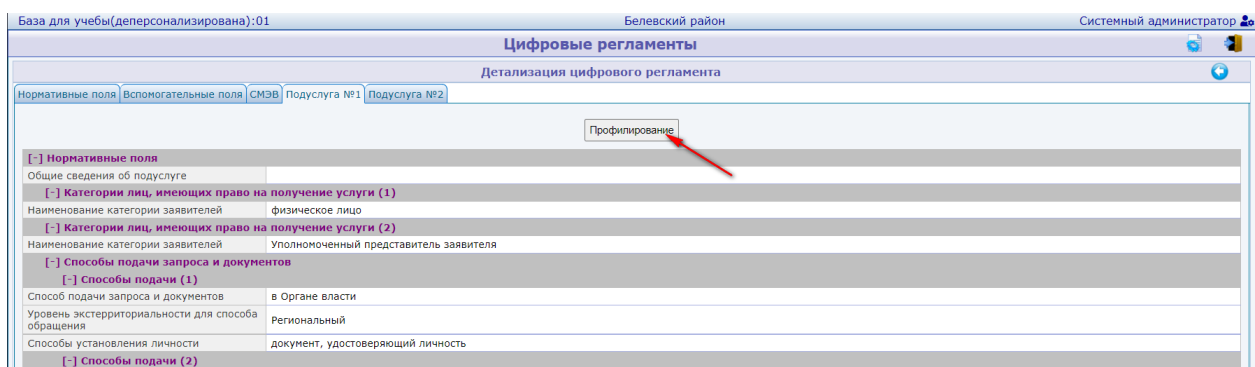 База для учебы(деперсонализирована):01 Белевский район Системный администратор
Цифровые регламенты
Детализация цифрового регламента
Нормативные поля Вспомогательные поля СМЭВ Подуслуга №1 Подуслуга №2
Профилирование
[-] Нормативные поля
Общие сведения об подуслуге
[-] Категории лиц, имеющих право на получение услуги (1)
Наименование категории заявителей физическое лицо
[-] Категории лиц, имеющих право на получение услуги (2)
Наименование категории заявителей Уполномоченный представитель заявителя
[-] Способы подачи запроса и документов
[-] Способы подачи (1)
Способ подачи запроса и документов в Органе власти
Уровень экстерриториальности для способа
обращения Региональный
Способы установления личности документ, удостоверяющий личность
[-] Способы подачи (2)